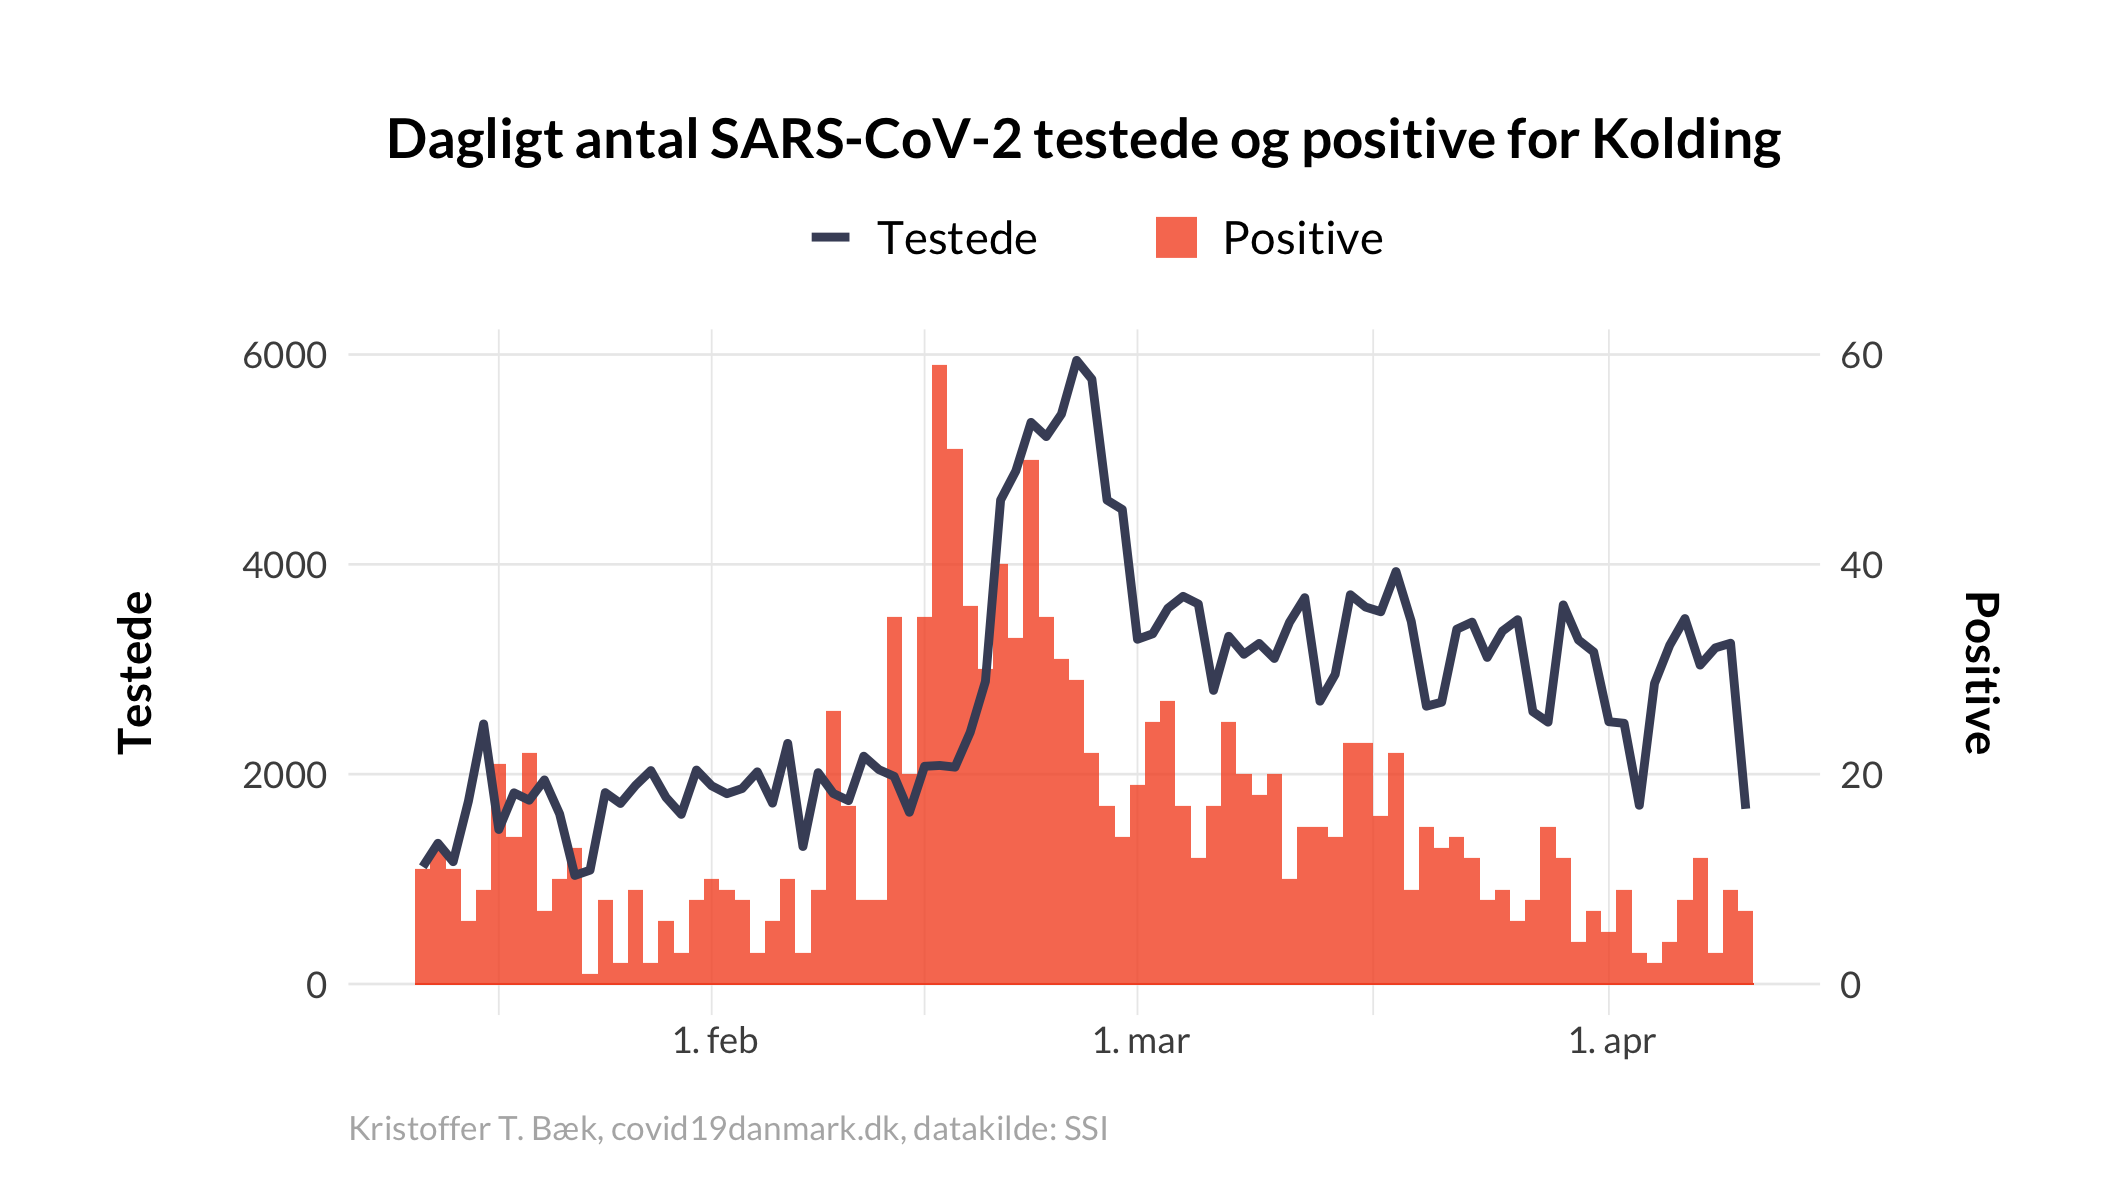 Dagligt antal SARS-CoV-2 testede og positive for Kolding
Testede
Positive
6000
4000
2000
0
60
40
20
0
Testede
Positive
1. feb
1. mar
1. apr
Kristoffer T. Bæk, covid19danmark.dk, datakilde: SSI